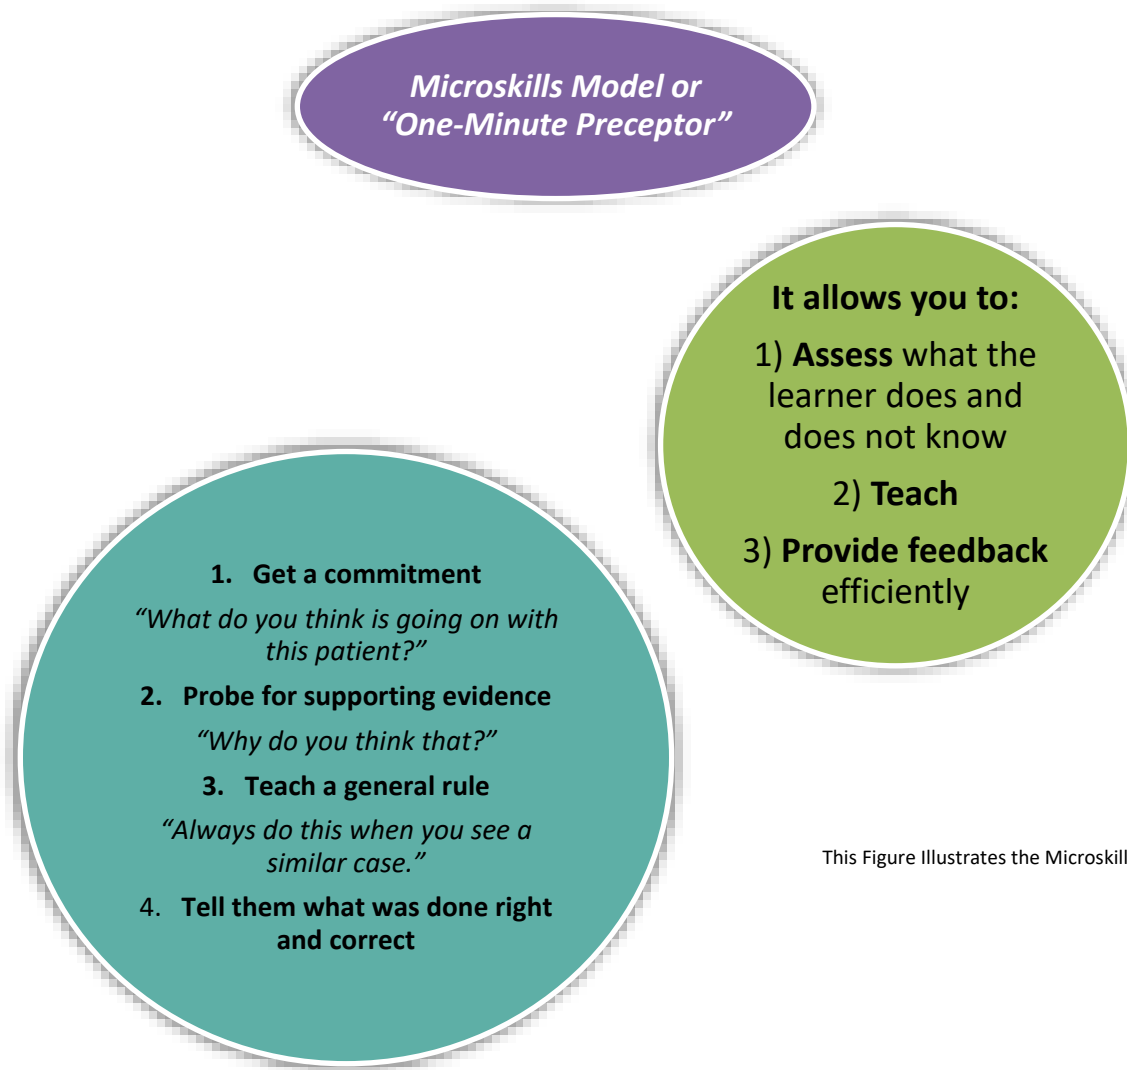 Microskills Model or
“One-Minute Preceptor”
It allows you to:
1) Assess what the
learner does and
does not know
2) Teach
3) Provide feedback
efficiently
1. Get a commitment
“What do you think is going on with
this patient?”
2. Probe for supporting evidence
“Why do you think that?”
3. Teach a general rule
“Always do this when you see a
similar case.”
4. Tell them what was done right
and correct
This Figure Illustrates the Microskill